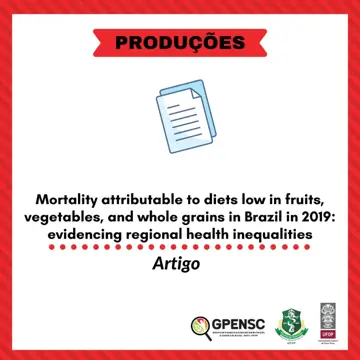 PRODUÇÕES
Mortality attributable to diets low in fruits,
vegetables, and whole grains in Brazil in 2019:
evidencing regional health inequalities
Artigo
GPENSC
UFOP